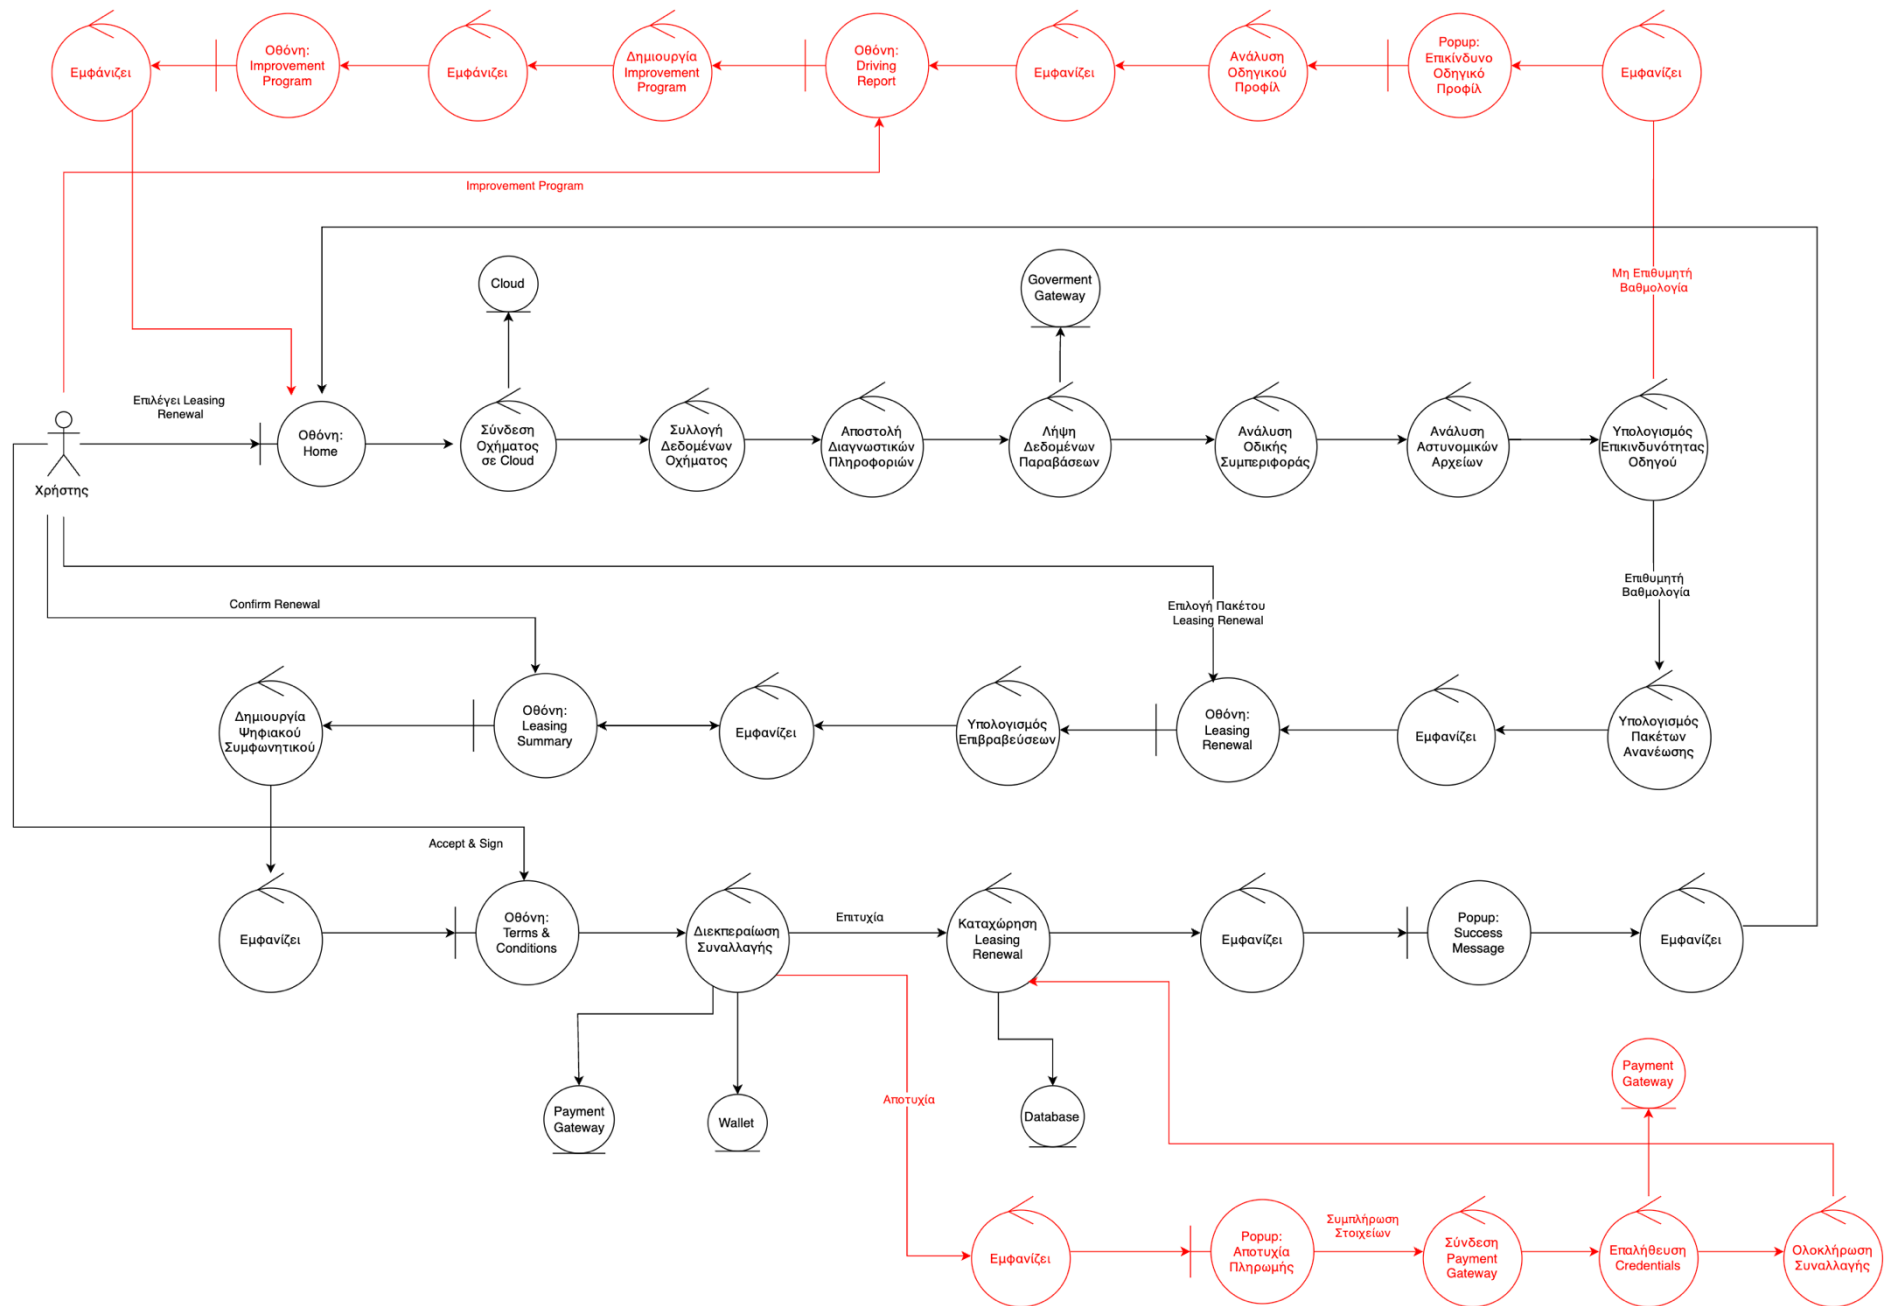 Εμφάνιζει
Οθόνη:
Improvement
Program
Εμφάνιζει
Δημιουργία
Improvement
Program
Οθόνη:
Driving
Report
Εμφανίζει
Ανάλυση
Οδηγικού
Προφίλ
Popup:
Επικίνδυνο
Οδηγικό
Προφίλ
Εμφανίζει
Improvement Program
Cloud
Goverment
Gateway
Μη Επιθυμητή
Βαθμολογία
Επιλέγει Leasing
Renewal
Χρήστης
Οθόνη:
Home
Σύνδεση
Οχήματος
σε Cloud
Συλλογή
Δεδομένων
Οχήματος
Αποστολή
Διαγνωστικών
Πληροφοριών
Λήψη
Δεδομένων
Παραβάσεων
Ανάλυση
Οδικής
Συμπεριφοράς
Ανάλυση
Αστυνομικών
Αρχείων
Υπολογισμός
Επικινδυνότητας
Οδηγού
Confirm Renewal
Επιλογή Πακέτου
Leasing Renewal
Επιθυμητή
Βαθμολογία
Δημιουργία
Ψηφιακού
Συμφωνητικού
Οθόνη:
Leasing
Summary
Εμφανίζει
Υπολογισμός
Επιβραβεύσεων
Οθόνη:
Leasing
Renewal
Εμφανίζει
Υπολογισμός
Πακέτων
Ανανέωσης
Accept & Sign
Εμφανίζει
Οθόνη:
Terms &
Conditions
Διεκπεραίωση
Συναλλαγής
Επιτυχία
Καταχώρηση
Leasing
Renewal
Εμφανίζει
Popup:
Success
Message
Εμφανίζει
Payment
Gateway
Wallet
Αποτυχία
Database
Payment
Gateway
Εμφανίζει
Popup:
Αποτυχία
Πληρωμής
Συμπλήρωση
Στοιχείων
Σύνδεση
Payment
Gateway
Επαλήθευση
Credentials
Ολοκλήρωση
Συναλλαγής